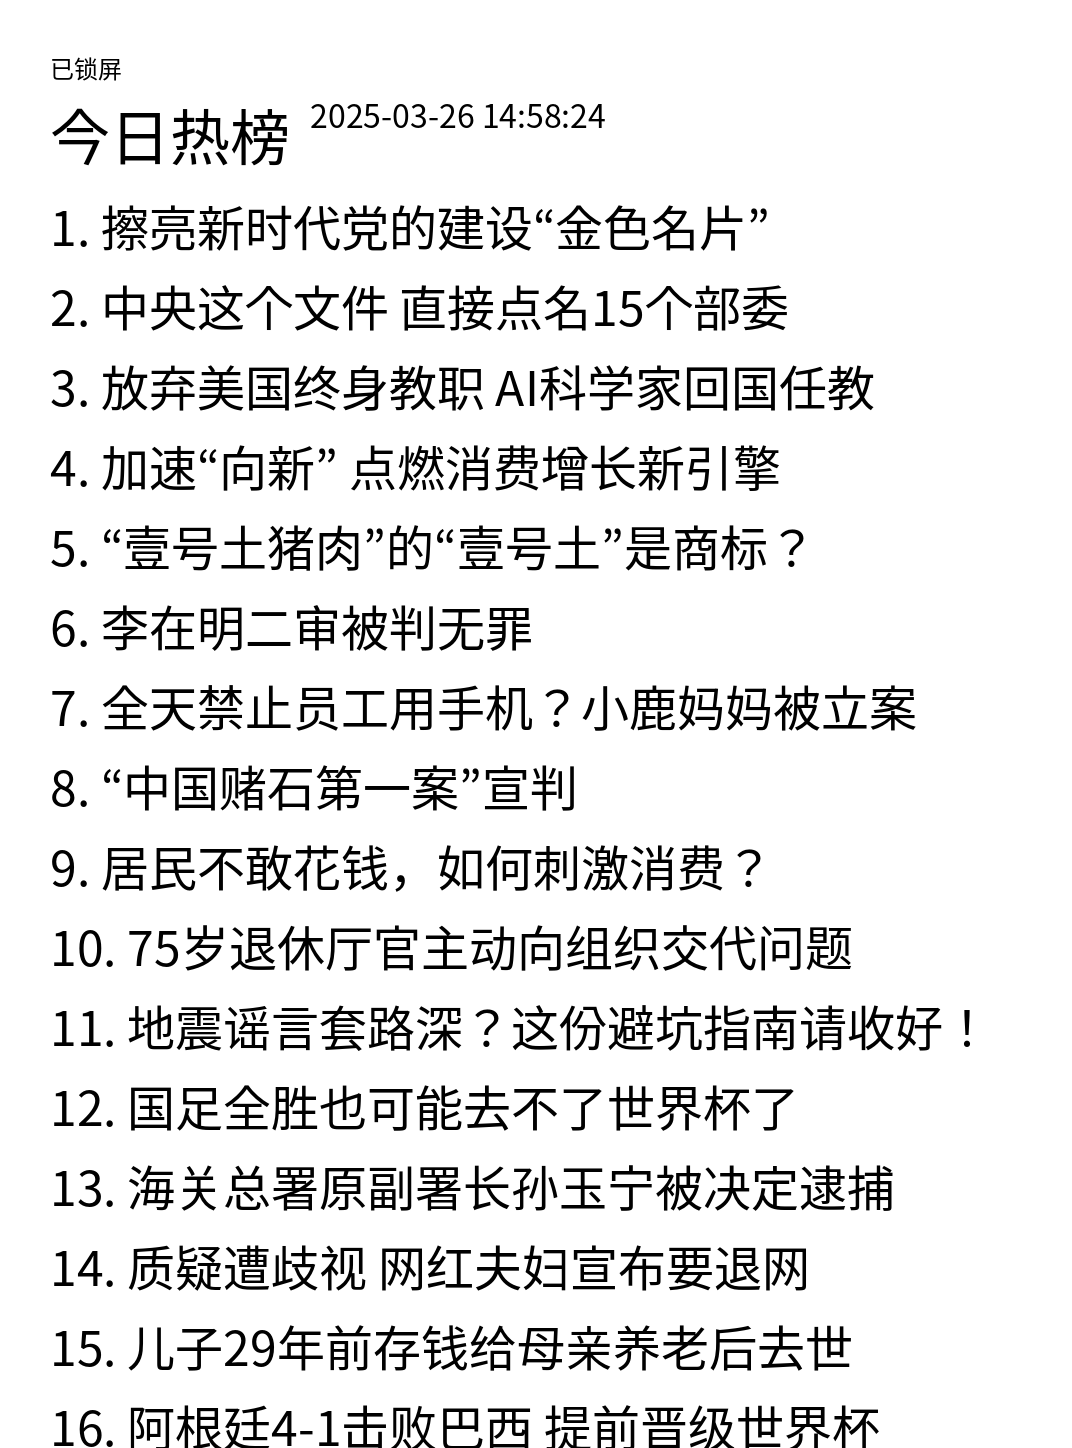 已锁屏
今日热榜 2025-03-26 14:58:24
1. 擦亮新时代党的建设“金色名片”
2. 中央这个文件 直接点名15个部委
3. 放弃美国终身教职 AI科学家回国任教
4. 加速“向新” 点燃消费增长新引擎
5. “壹号土猪肉”的“壹号土”是商标？
6. 李在明二审被判无罪
7. 全天禁止员工用手机？小鹿妈妈被立案
8. “中国赌石第一案”宣判
9. 居民不敢花钱，如何刺激消费？
10. 75岁退休厅官主动向组织交代问题
11. 地震谣言套路深？这份避坑指南请收好！
12. 国足全胜也可能去不了世界杯了
13. 海关总署原副署长孙玉宁被决定逮捕
14. 质疑遭歧视 网红夫妇宣布要退网
15. 儿子29年前存钱给母亲养老后去世
16. 阿根廷4-1击败巴西 提前晋级世界杯